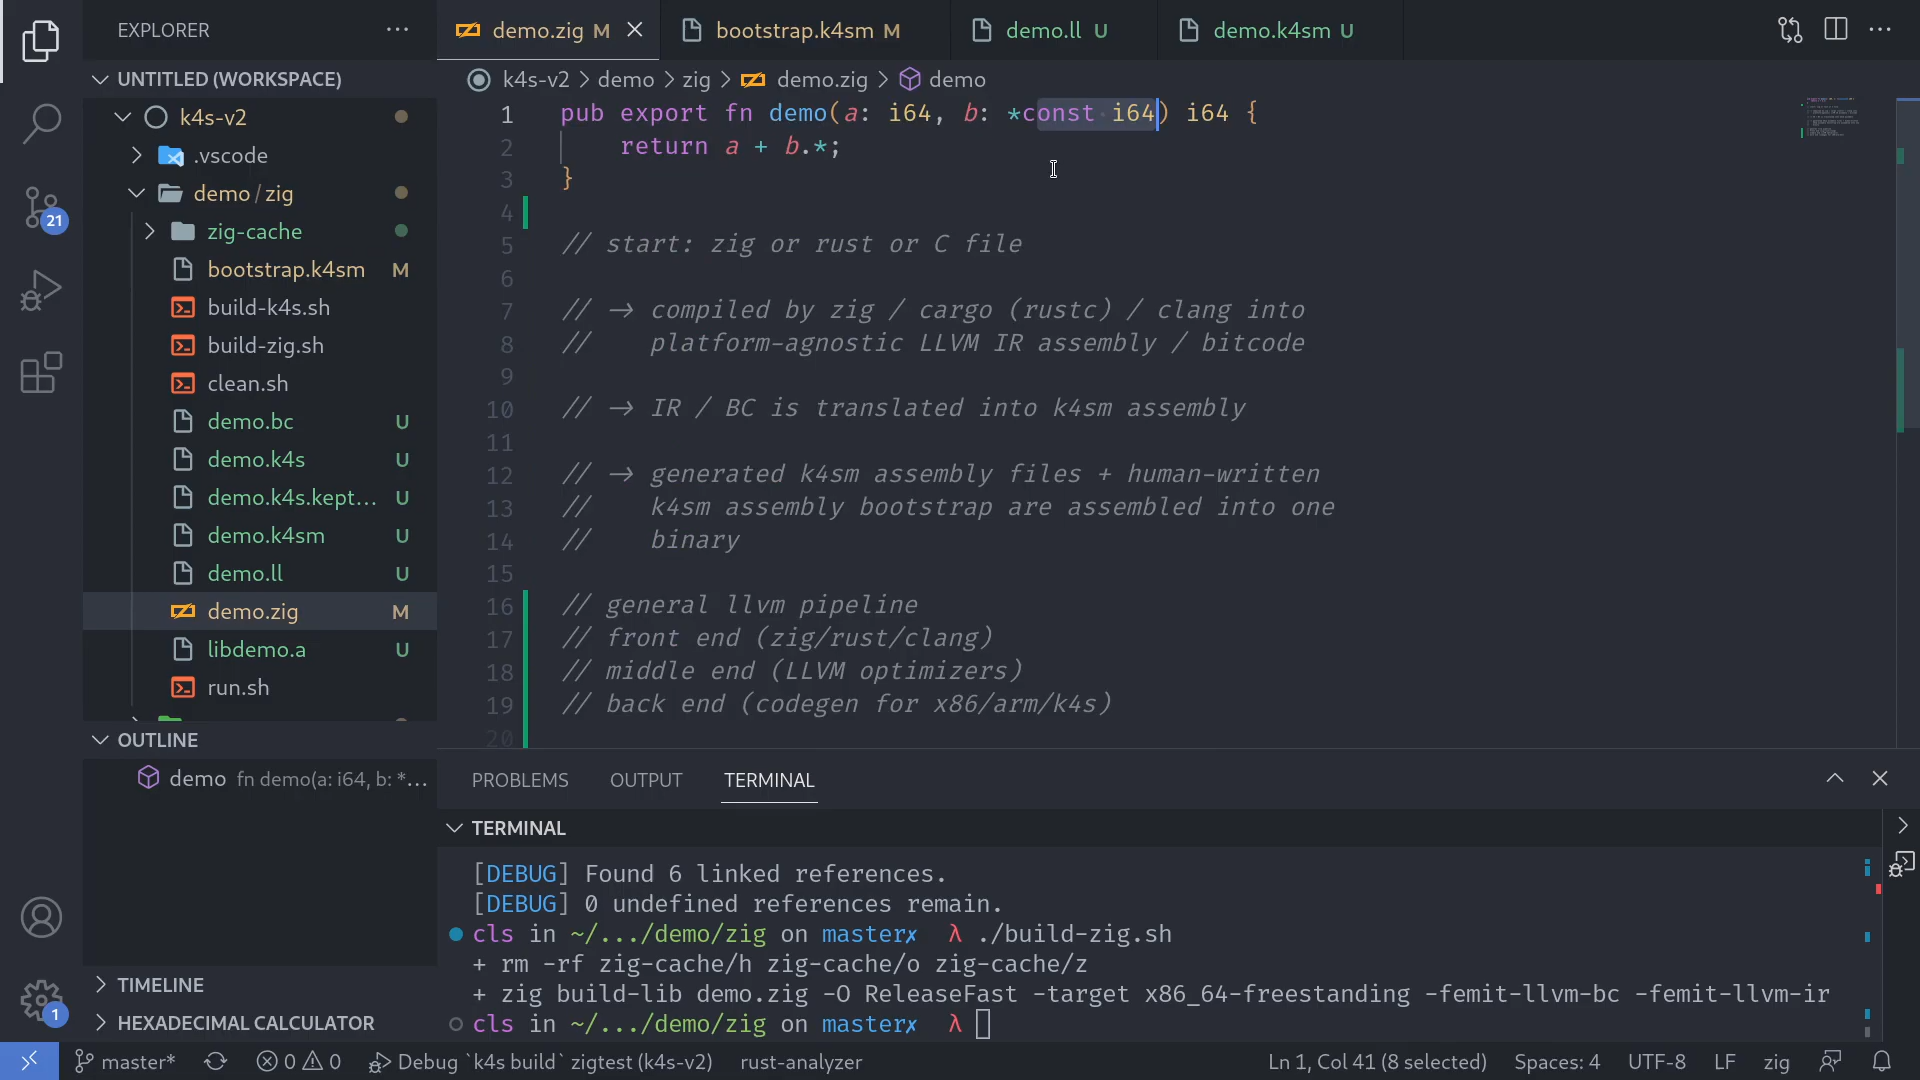 EXPLORER
UNTITLED (WORKSPACE)
k4s-v2
.vscode
demo / zig
zig-cache
bootstrap.k4sm M
build-k4s.sh
build-zig.sh
clean.sh
demo.bc U
demo.k4s U
demo.k4s.kept... U
demo.k4sm U
demo.ll U
demo.zig M
libdemo.a U
run.sh
OUTLINE
demo fn demo(a: i64, b: *...
TIMELINE
HEXADECIMAL CALCULATOR
21
1
demo.zig M
bootstrap.k4sm M
demo.ll U
demo.k4sm U
k4s-v2 > demo > zig > demo.zig > demo
1 pub export fn demo(a: i64, b: *const i64) i64 {
2 return a + b.*;
3 }
4
5 // start: zig or rust or C file
6
7 // → compiled by zig / cargo (rustc) / clang into
8 // platform-agnostic LLVM IR assembly / bitcode
9
10 // → IR / BC is translated into k4sm assembly
11
12 // → generated k4sm assembly files + human-written
13 // k4sm assembly bootstrap are assembled into one
14 // binary
15
16 // general llvm pipeline
17 // front end (zig/rust/clang)
18 // middle end (LLVM optimizers)
19 // back end (codegen for x86/arm/k4s)
20
PROBLEMS OUTPUT TERMINAL
TERMINAL
[DEBUG] Found 6 linked references.
[DEBUG] 0 undefined references remain.
cls in ~/.../demo/zig on master✗ λ ./build-zig.sh
+ rm -rf zig-cache/h zig-cache/o zig-cache/z
+ zig build-lib demo.zig -O ReleaseFast -target x86_64-freestanding -femit-llvm-bc -femit-llvm-ir
cls in ~/.../demo/zig on master✗ λ
master* 0 0 Debug `k4s build` zigtest (k4s-v2) rust-analyzer Ln 1, Col 41 (8 selected) Spaces: 4 UTF-8 LF zig